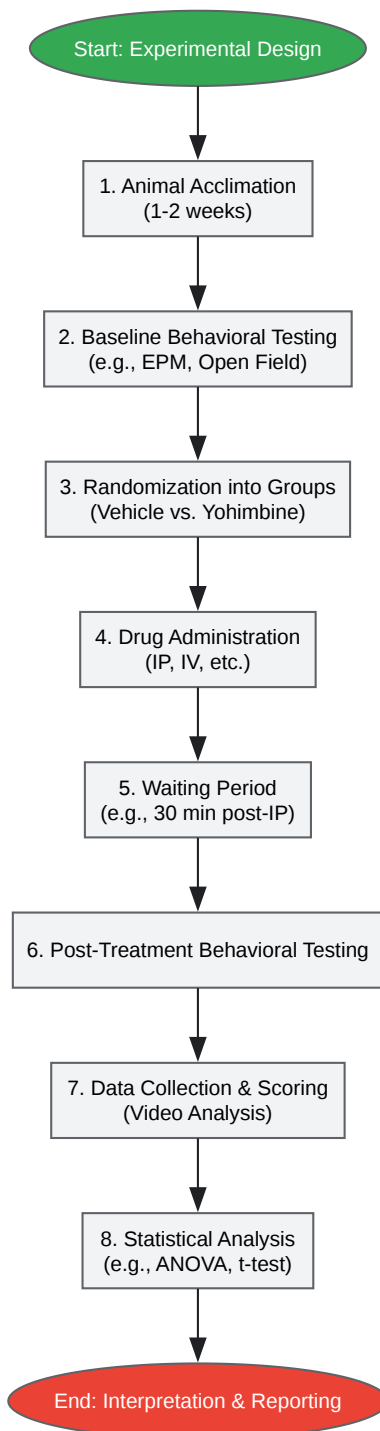 Start: Experimental Design
1. Animal Acclimation
(1-2 weeks)
2. Baseline Behavioral Testing
(e.g., EPM, Open Field)
3. Randomization into Groups
(Vehicle vs. Yohimbine)
4. Drug Administration
(IP, IV, etc.)
5. Waiting Period
(e.g., 30 min post-IP)
6. Post-Treatment Behavioral Testing
7. Data Collection & Scoring
(Video Analysis)
8. Statistical Analysis
(e.g., ANOVA, t-test)
End: Interpretation & Reporting